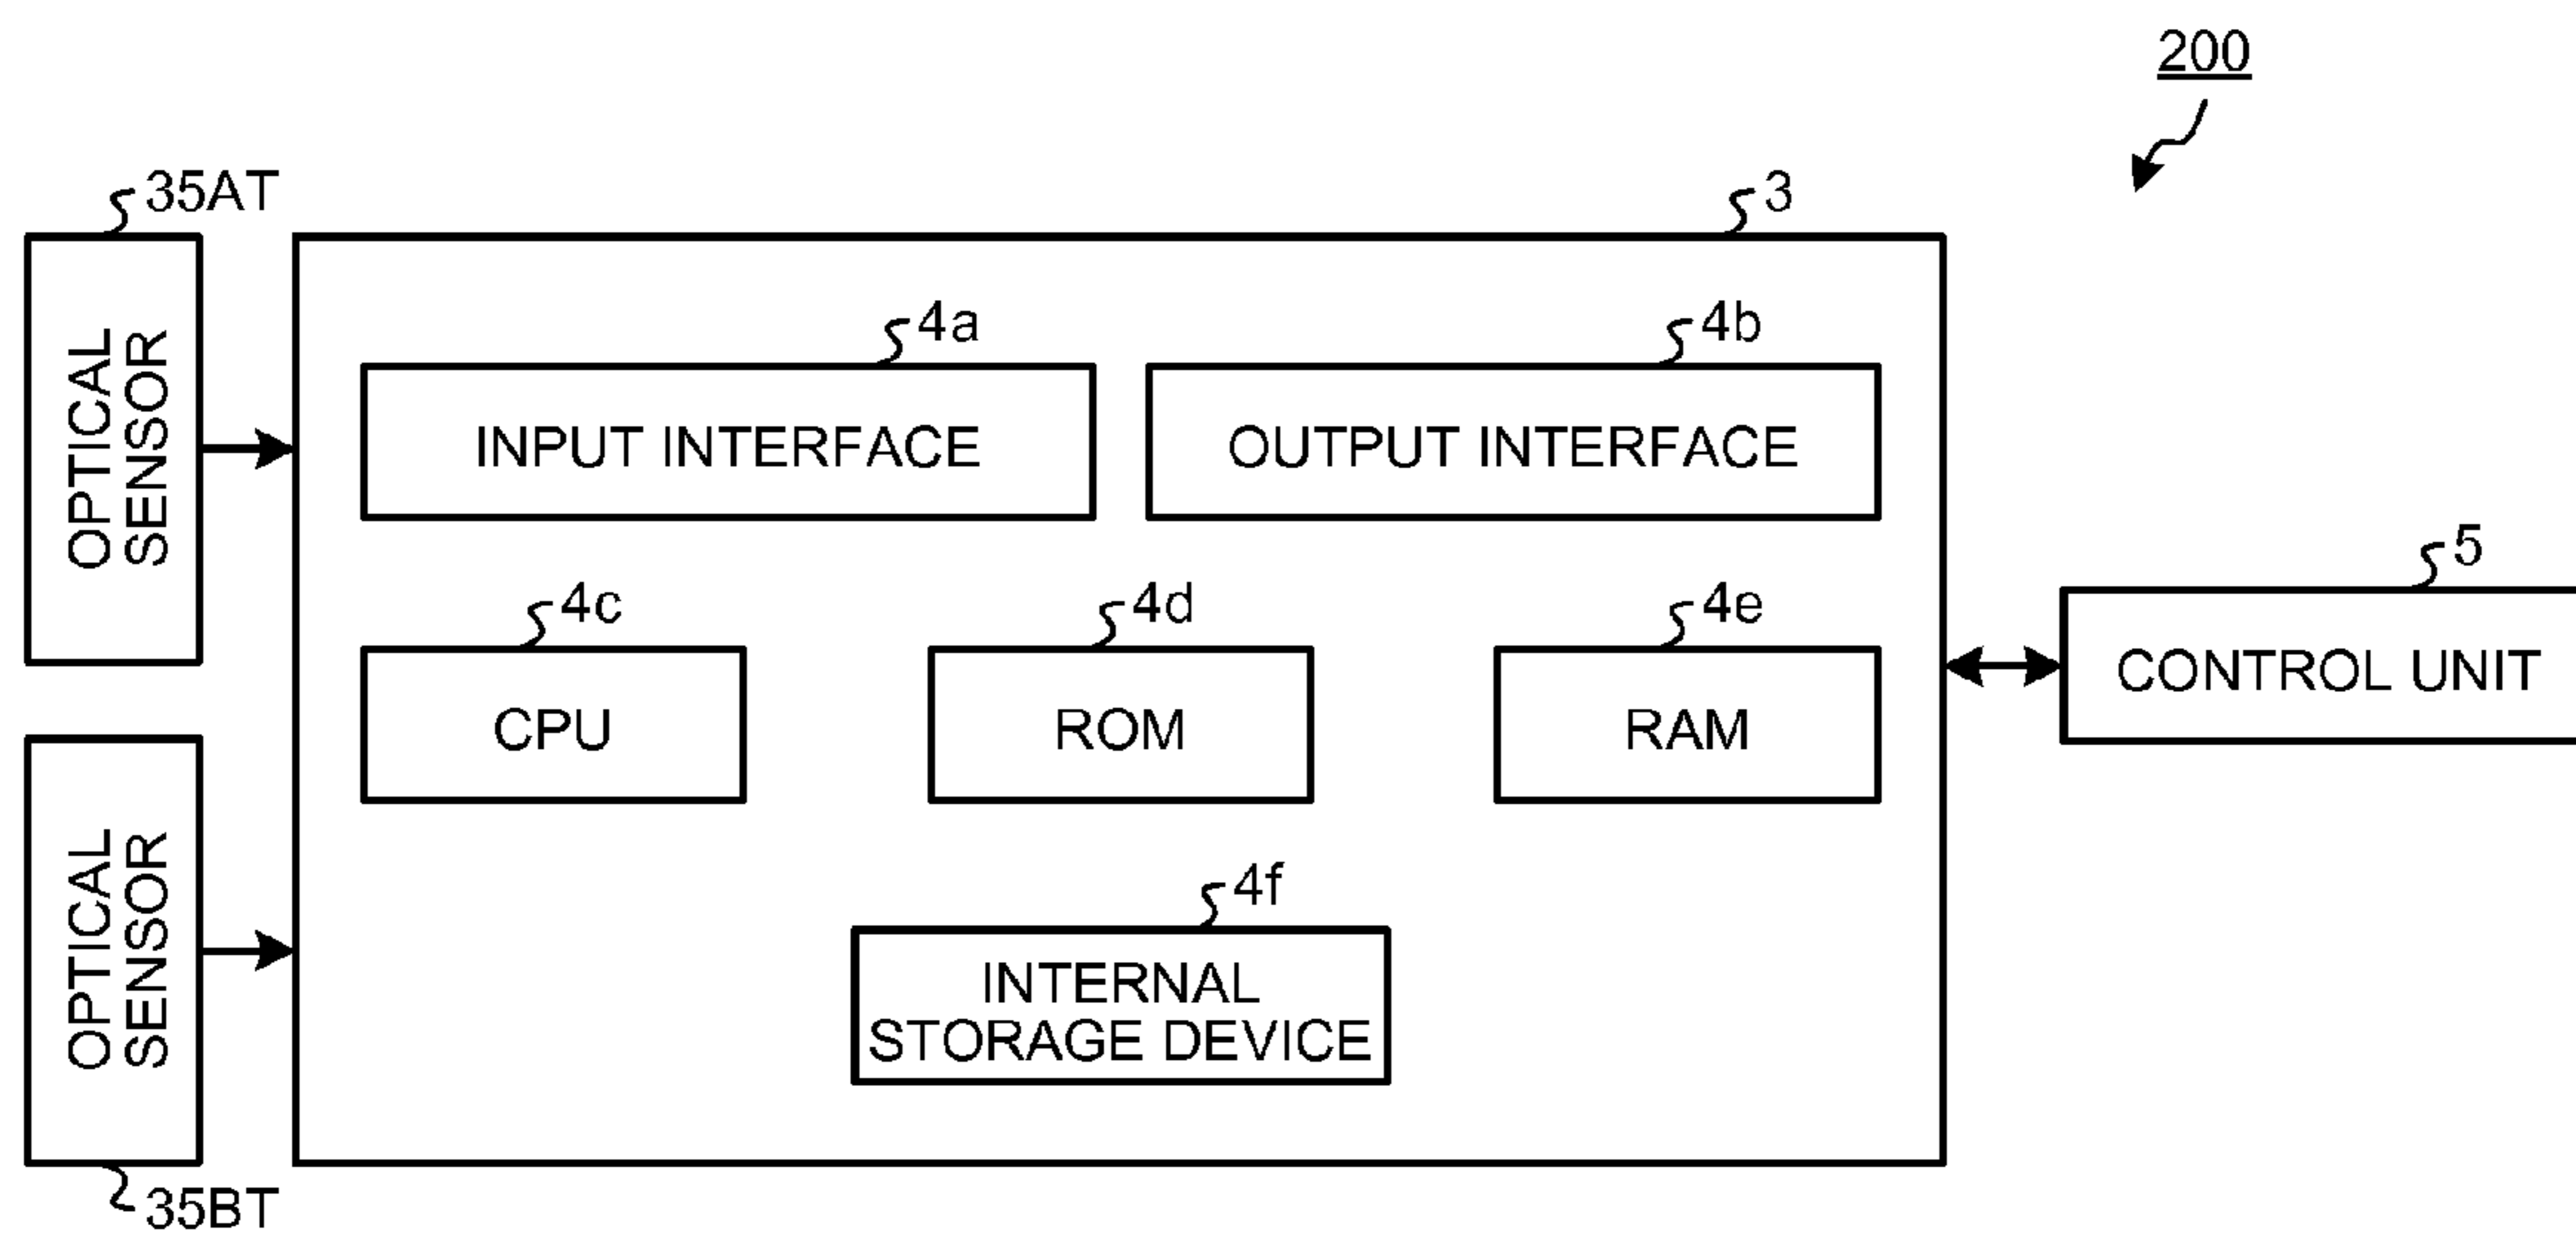 200
35AT
3
4a
4b
OPTICAL
SENSOR
INPUT INTERFACE
OUTPUT INTERFACE
5
4c
4d
4e
CONTROL UNIT
CPU
ROM
RAM
OPTICAL
SENSOR
4f
INTERNAL
STORAGE DEVICE
35BT